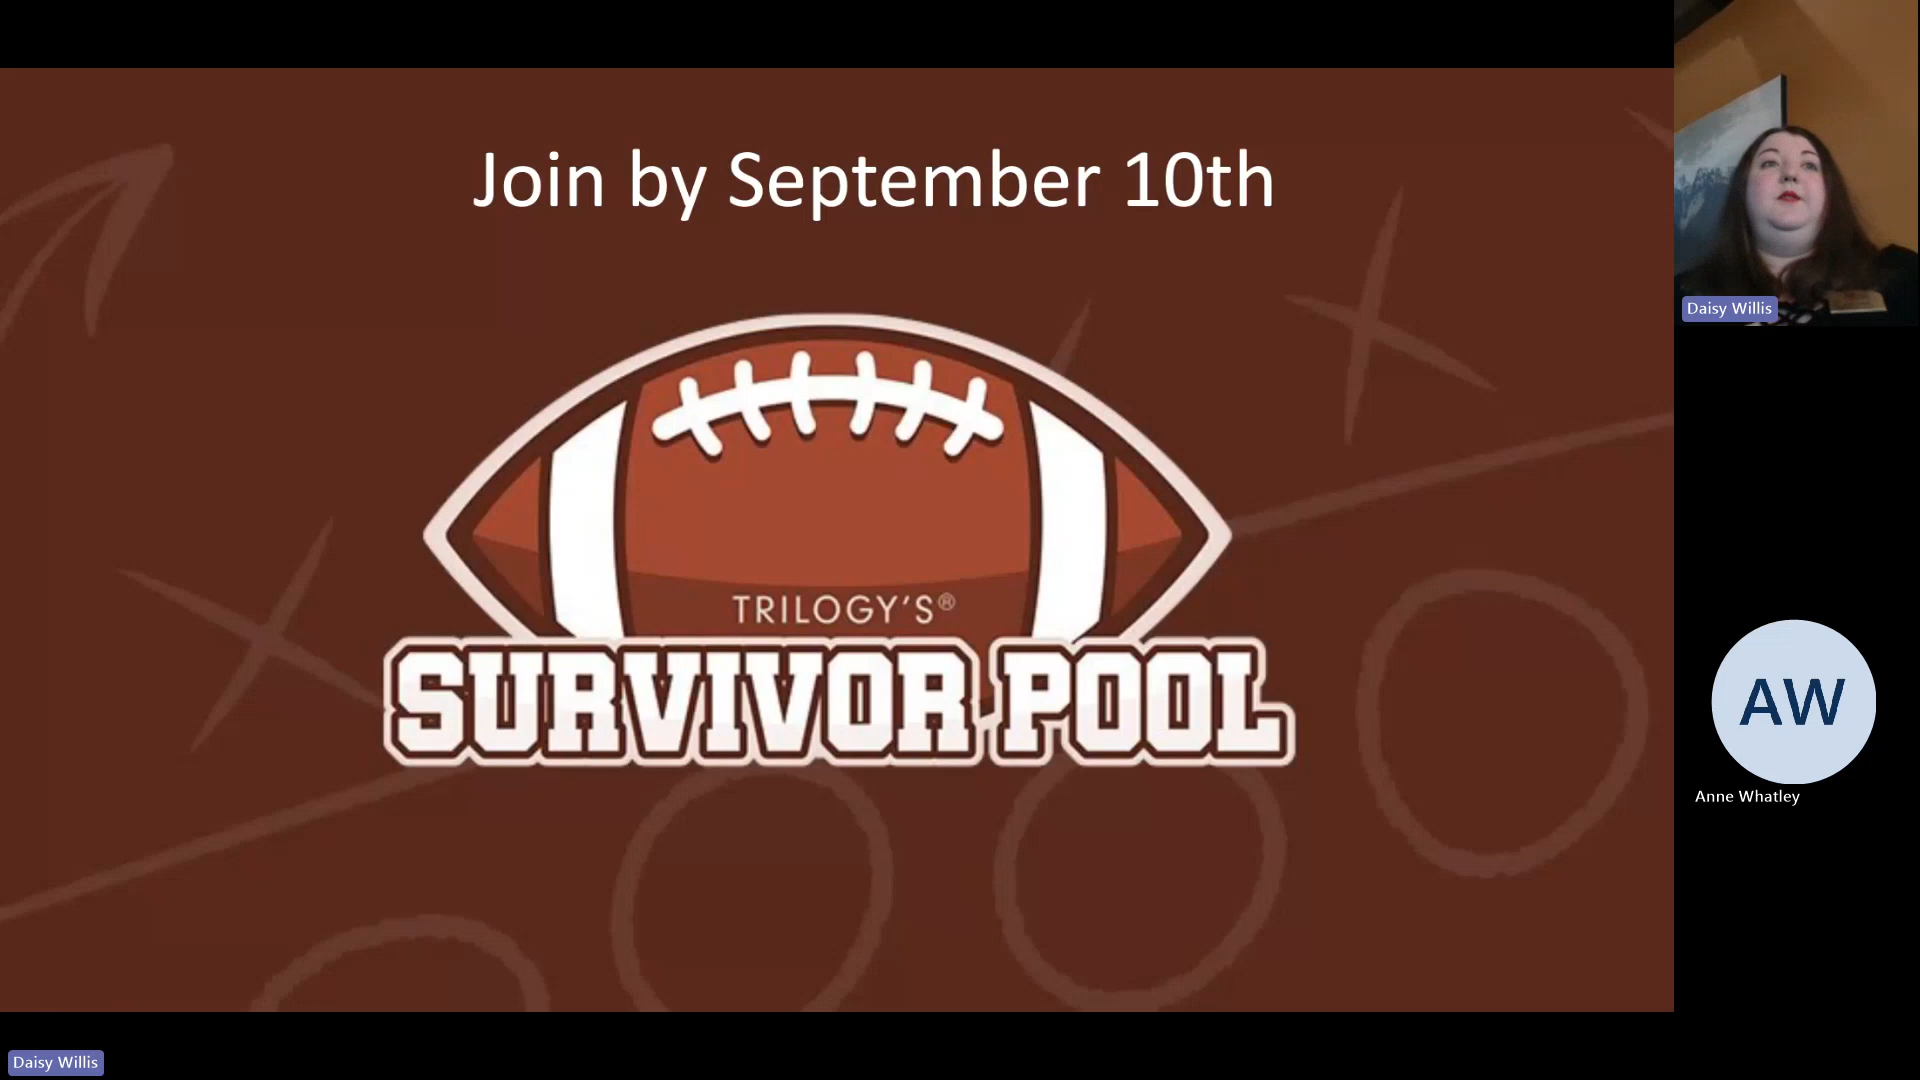 Join by September 10th
TRILOGY'S®
SURVIVOR POOL
Daisy Willis
AW
Anne Whatley
Daisy Willis